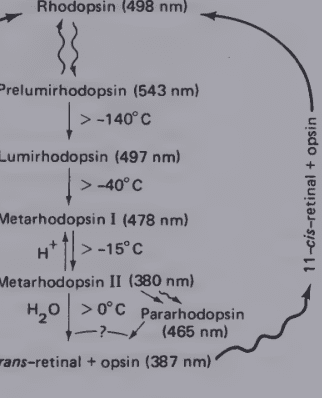 Rhodopsin (498 nm)
Prelumirhodopsin (543 nm)
> -140°C
Lumirhodopsin (497 nm)
> -40°C
Metarhodopsin I (478 nm)
H+ > -15°C
Metarhodopsin II (380 nm)
H2O > 0°C Pararhodopsin
(465 nm)
?
rans-retinal + opsin (387 nm)
11-cis-retinal + opsin